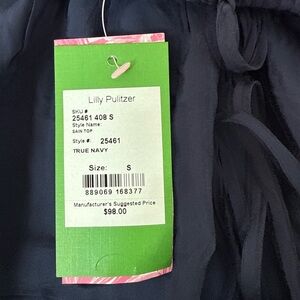 Lilly Pulitzer
SKU #
25461 408 S
Style Name:
SAIN TOP
Style #: 25461
TRUE NAVY
Size: S
889069 168377
Manufacturer's Suggested Price
$98.00